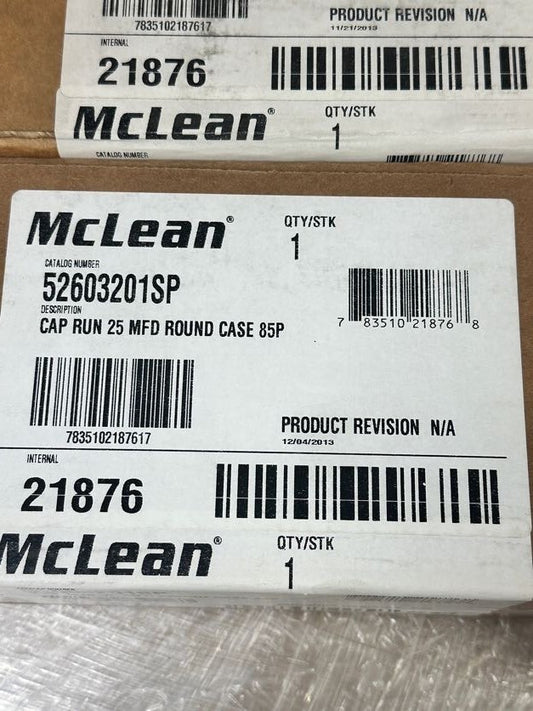 7835102187617
PRODUCT REVISION N/A
11/21/2013
INTERNAL
21876
McLean®
QTY/STK
1
CATALOG NUMBER
McLean®
QTY/STK
1
CATALOG NUMBER
52603201SP
DESCRIPTION
CAP RUN 25 MFD ROUND CASE 85P
7 83510 21876 8
7835102187617
PRODUCT REVISION N/A
12/04/2013
INTERNAL
21876
McLean®
QTY/STK
1